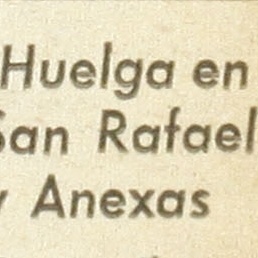 Huelga en
San Rafael
y Anexas